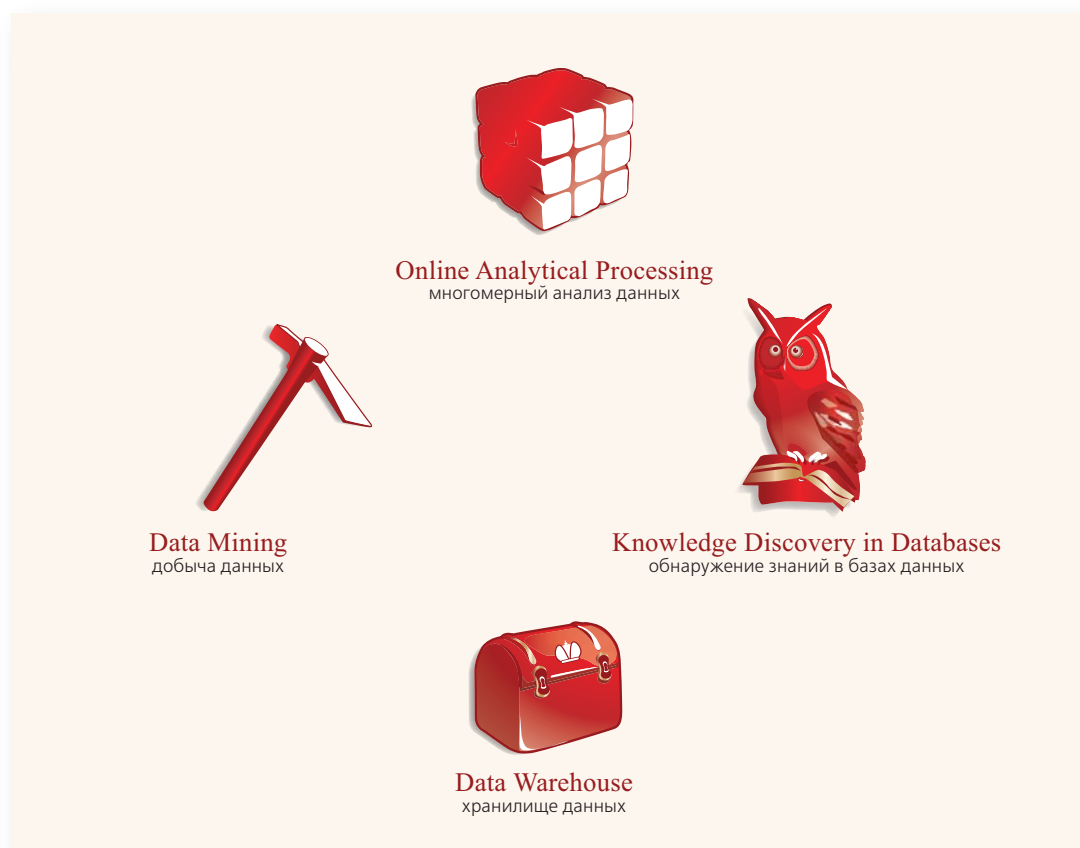 Online Analytical Processing
многомерный анализ данных
Data Mining
добыча данных
Knowledge Discovery in Databases
обнаружение знаний в базах данных
Data Warehouse
хранилище данных